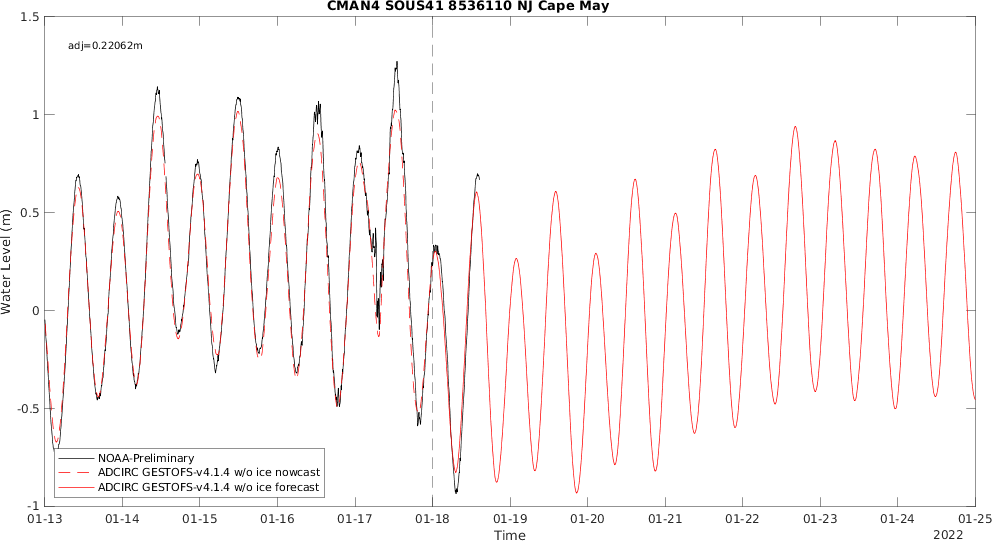 CMAN4 SOUS41 8536110 NJ Cape May
adj=0.22062m
1.5
1
0.5
0
-0.5
-1
Water Level (m)
NOAA-Preliminary
ADCIRC GESTOFS-v4.1.4 w/o ice nowcast
ADCIRC GESTOFS-v4.1.4 w/o ice forecast
01-13 01-14 01-15 01-16 01-17 01-18 01-19 01-20 01-21 01-22 01-23 01-24 01-25
Time
2022